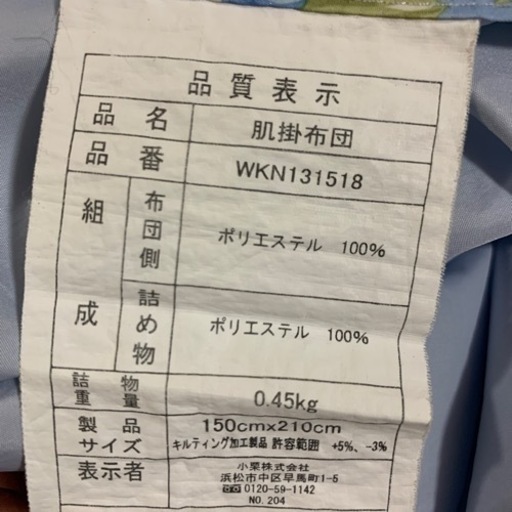 品質表示
品名 肌掛布団
品番 WKN131518
組成 布団側 ポリエステル 100%
詰め物 ポリエステル 100%
詰物重量 0.45kg
製品サイズ 150cm×210cm
キルティング加工製品 許容範囲 +5%、-3%
表示者 小栗株式会社
浜松市中区早馬町1-5
☎0120-59-1142
NO. 204